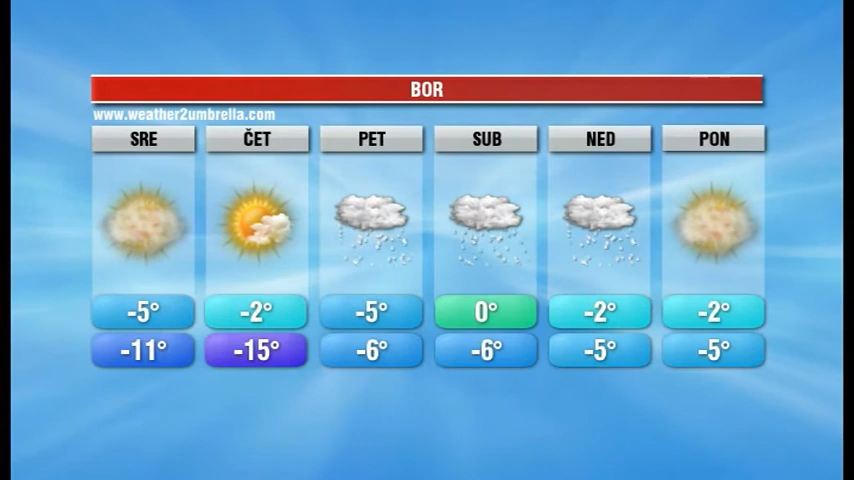 BOR
www.weather2umbrella.com
SRE ČET PET SUB NED PON
-5° -2° -5° 0° -2° -2°
-11° -15° -6° -6° -5° -5°